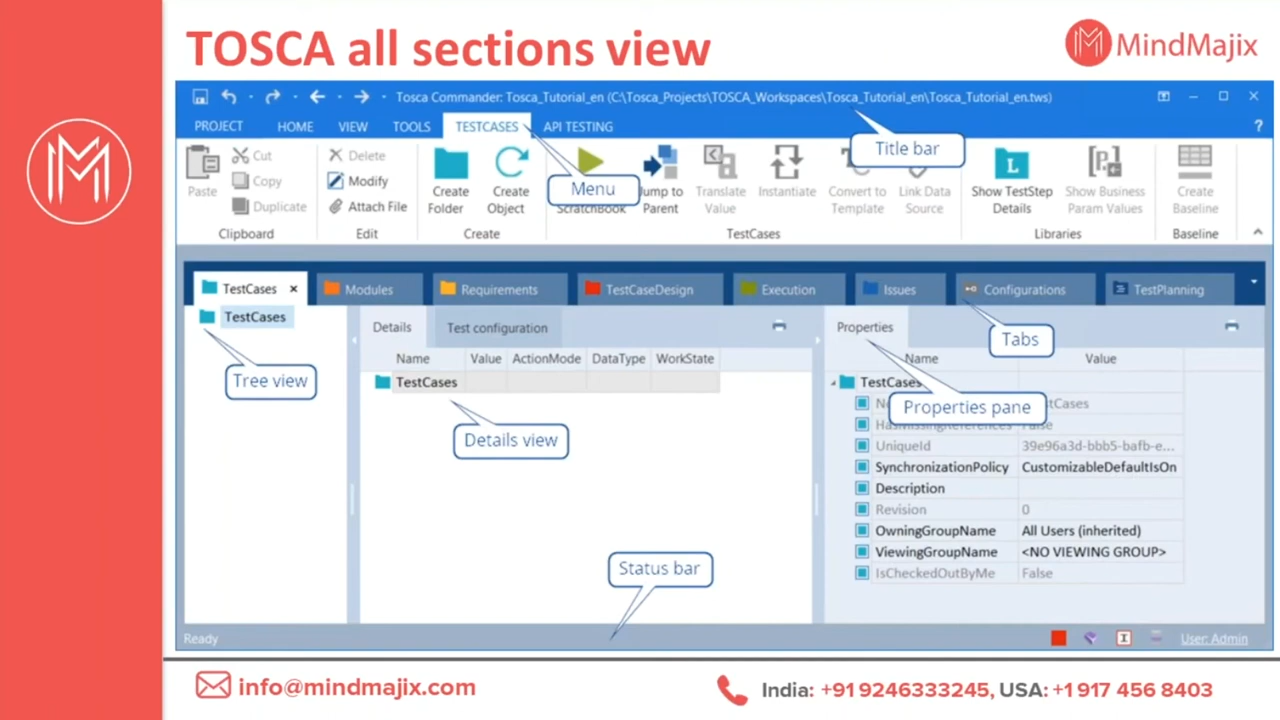 TOSCA all sections view
MindMajix
Tosca Commander: Tosca_Tutorial_en (C:\Tosca_Projects\TOSCA_Workspaces\Tosca_Tutorial_en\Tosca_Tutorial_en.tws)
PROJECT HOME VIEW TOOLS TESTCASES API TESTING ?
Title bar
Menu
Paste Cut Copy Duplicate
Clipboard
Delete
Modify
Attach File
Edit
Create Folder
Create Object
Create
ScratchBook
Jump to Parent
Translate Value
Instantiate
Convert to Template
Link Data Source
TestCases
Show TestStep Details
Show Business Param Values
Libraries
Create Baseline
Baseline
TestCases × Modules Requirements TestCaseDesign Execution Issues Configurations TestPlanning
Tabs
TestCases
Tree view
Details Test configuration
Name Value ActionMode DataType WorkState
TestCases
Details view
Properties
Name Value
TestCases
Properties pane
False
UniqueId 39e96a3d-bbb5-bafb-e...
SynchronizationPolicy CustomizableDefaultIsOn
Description
Revision 0
OwningGroupName All Users (inherited)
ViewingGroupName <NO VIEWING GROUP>
IsCheckedOutByMe False
Status bar
Ready User: Admin
info@mindmajix.com India: +91 9246333245, USA: +1 917 456 8403